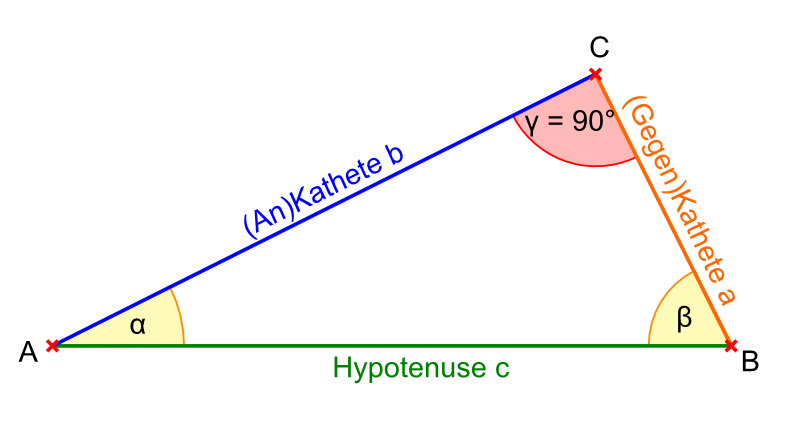 C
γ = 90°
(Gegen)Kathete a
(An)Kathete b
α
β
A
B
Hypotenuse c